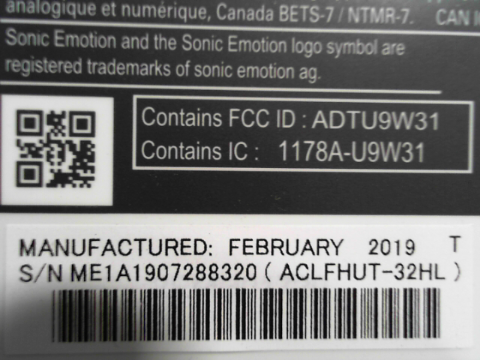 analogique et numérique, Canada BETS-7 / NTMR-7. CAN I
Sonic Emotion and the Sonic Emotion logo symbol are
registered trademarks of sonic emotion ag.
Contains FCC ID : ADTU9W31
Contains IC : 1178A-U9W31
MANUFACTURED: FEBRUARY 2019 T
S/N ME1A1907288320 ( ACLFHUT-32HL )